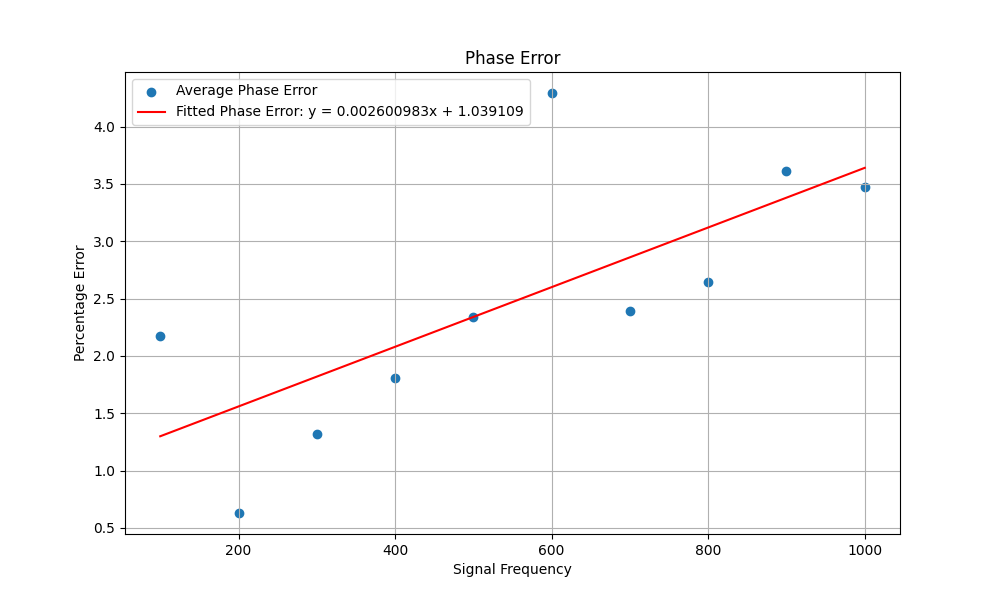 Phase Error
Average Phase Error
Fitted Phase Error: y = 0.002600983x + 1.039109
4.0
3.5
3.0
2.5
2.0
1.5
1.0
0.5
Percentage Error
200 400 600 800 1000
Signal Frequency